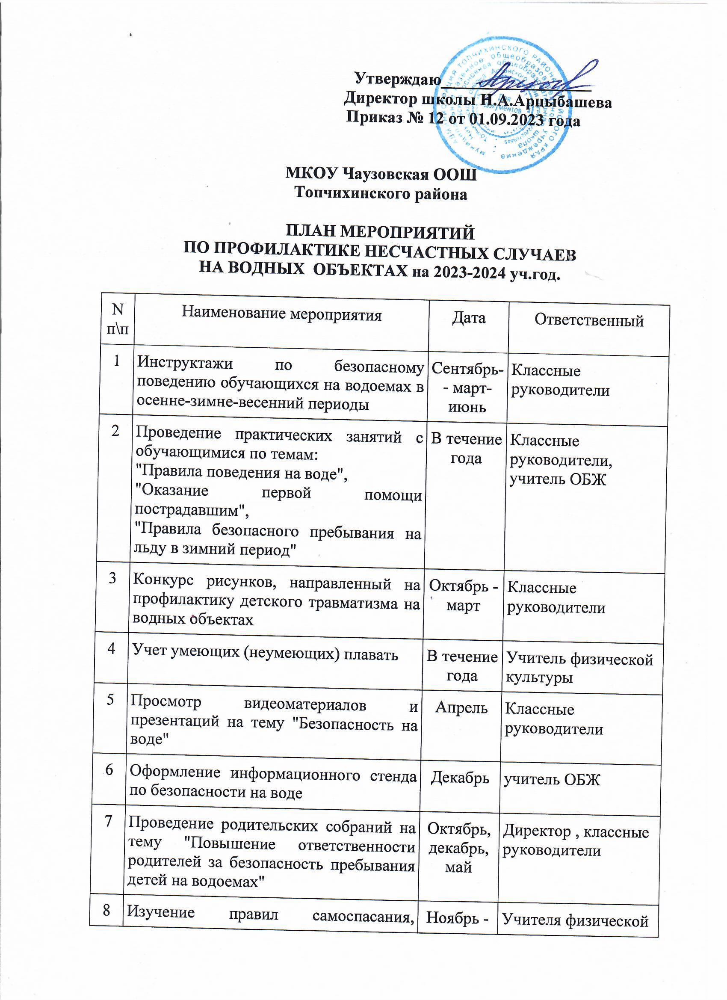 Утверждаю
Директор школы Н.А.Арцыбашева
Приказ № 12 от 01.09.2023 года
Для
документов
МКОУ Чаузовская ООШ
Топчихинского района
ПЛАН МЕРОПРИЯТИЙ
ПО ПРОФИЛАКТИКЕ НЕСЧАСТНЫХ СЛУЧАЕВ
НА ВОДНЫХ ОБЪЕКТАХ на 2023-2024 уч.год.
N п\п Наименование мероприятия Дата Ответственный
1 Инструктажи по безопасному Сентябрь- Классные
поведению обучающихся на водоемах в - март- руководители
осенне-зимне-весенний периоды июнь
2 Проведение практических занятий с В течение Классные
обучающимися по темам: года руководители,
"Правила поведения на воде", учитель ОБЖ
"Оказание первой помощи
пострадавшим",
"Правила безопасного пребывания на
льду в зимний период"
3 Конкурс рисунков, направленный на Октябрь - Классные
профилактику детского травматизма на март руководители
водных объектах
4 Учет умеющих (неумеющих) плавать В течение Учитель физической
года культуры
5 Просмотр видеоматериалов и Апрель Классные
презентаций на тему "Безопасность на руководители
воде"
6 Оформление информационного стенда Декабрь учитель ОБЖ
по безопасности на воде
7 Проведение родительских собраний на Октябрь, Директор , классные
тему "Повышение ответственности декабрь, руководители
родителей за безопасность пребывания май
детей на водоемах"
8 Изучение правил самоспасания, Ноябрь - Учителя физической